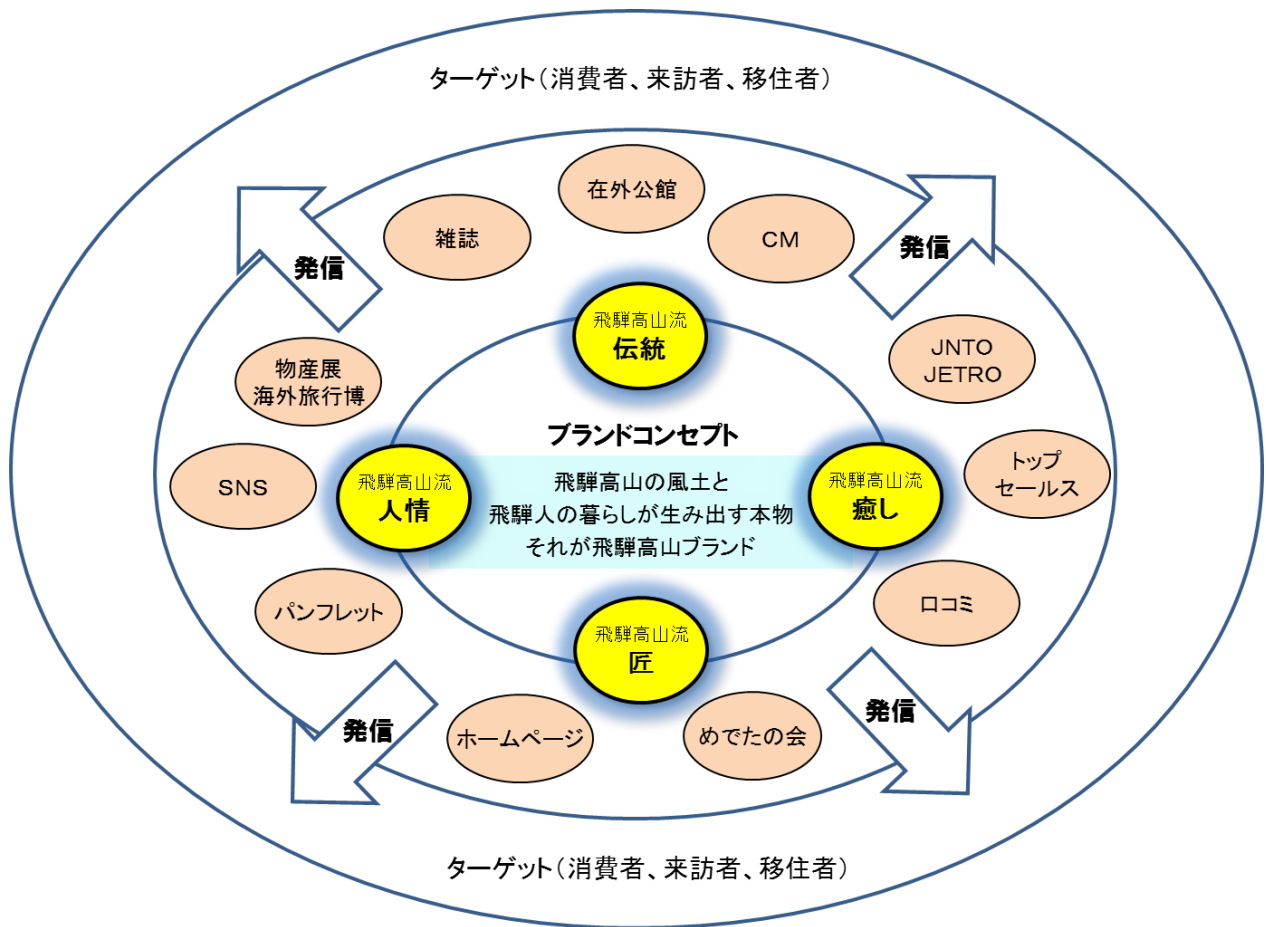 ターゲット（消費者、来訪者、移住者）
在外公館
雑誌
ＣＭ
発信
発信
飛騨高山流
伝統
物産展
海外旅行博
ＪＮＴＯ
ＪＥＴＲＯ
ブランドコンセプト
飛騨高山の風土と
飛騨人の暮らしが生み出す本物
それが飛騨高山ブランド
ＳＮＳ
飛騨高山流
人情
飛騨高山流
癒し
トップ
セールス
パンフレット
口コミ
飛騨高山流
匠
発信
発信
ホームページ
めでたの会
ターゲット（消費者、来訪者、移住者）